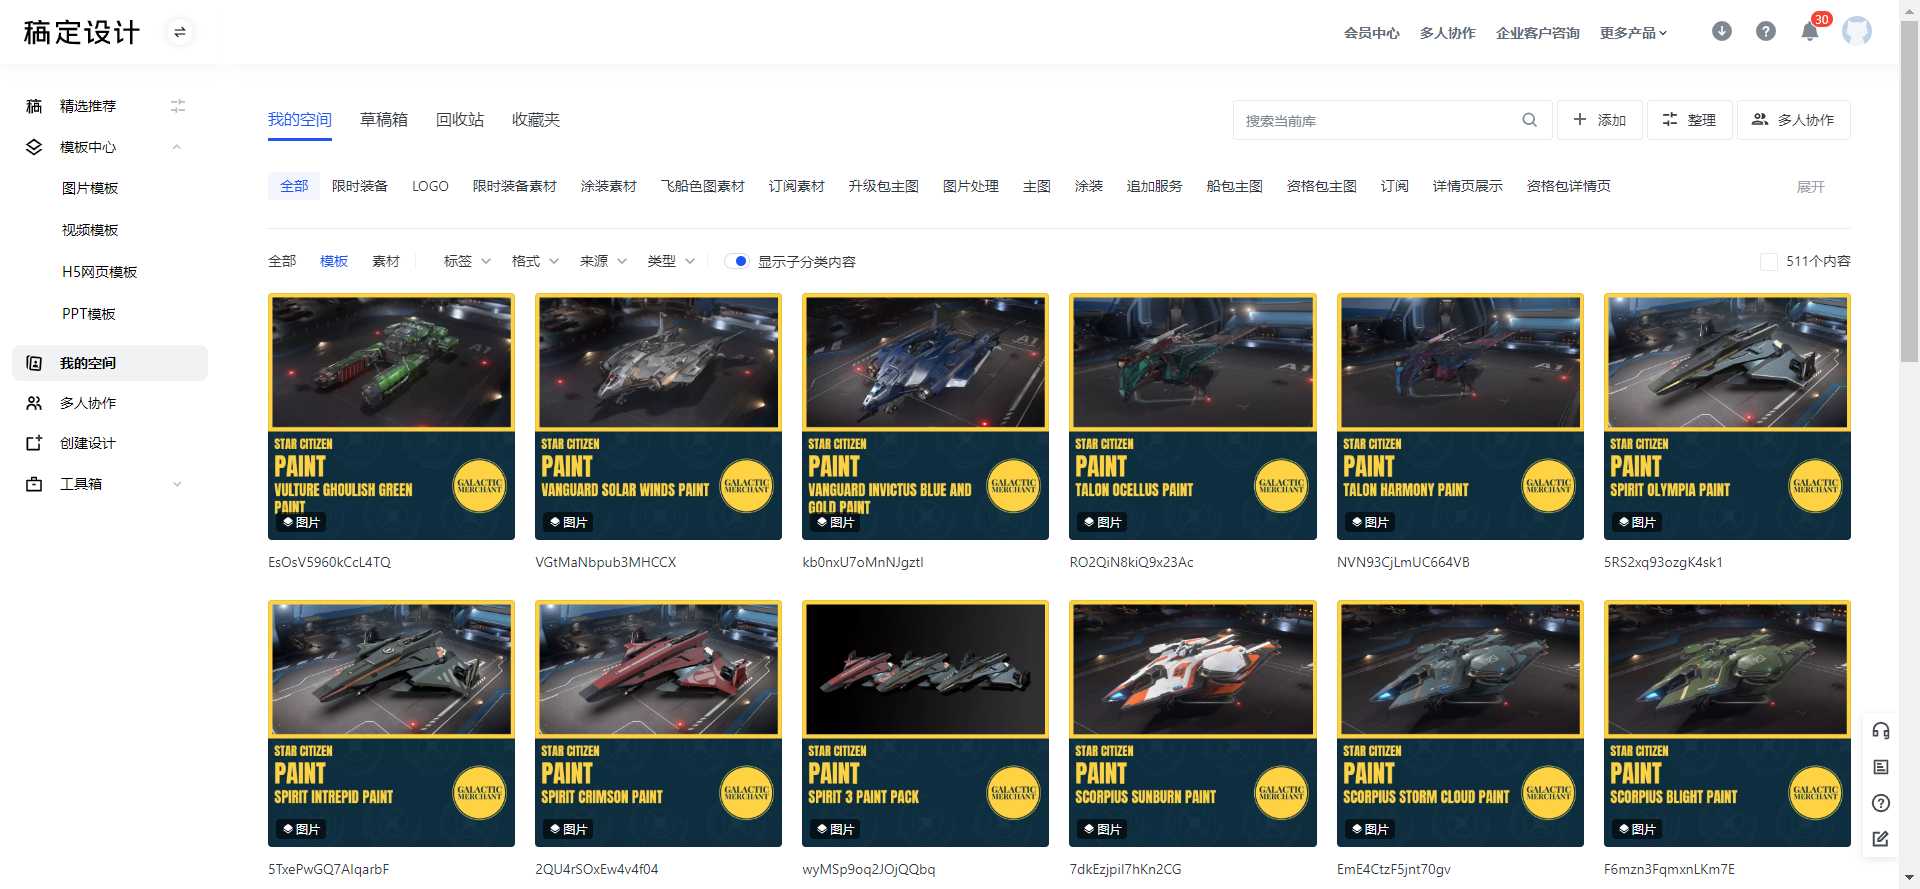 稿定设计
会员中心 多人协作 企业客户咨询 更多产品 30
稿 精选推荐
模板中心
图片模板
视频模板
H5网页模板
PPT模板
我的空间
多人协作
创建设计
工具箱
我的空间 草稿箱 回收站 收藏夹
搜索当前库 添加 整理 多人协作
全部 限时装备 LOGO 限时装备素材 涂装素材 飞船色图素材 订阅素材 升级包主图 图片处理 主图 涂装 追加服务 船包主图 资格包主图 订阅 详情页展示 资格包详情页 展开
全部 模板 素材 标签 格式 来源 类型 显示子分类内容 511个内容
STAR CITIZEN
PAINT
VULTURE GHOULISH GREEN
PAINT
GALACTIC
MERCHANT
图片
EsOsV5960kCcL4TQ
STAR CITIZEN
PAINT
VANGUARD SOLAR WINDS PAINT
GALACTIC
MERCHANT
图片
VGtMaNbpub3MHCCX
STAR CITIZEN
PAINT
VANGUARD INVICTUS BLUE AND
GOLD PAINT
GALACTIC
MERCHANT
图片
kb0nxU7oMnNJgztI
STAR CITIZEN
PAINT
TALON OCELLUS PAINT
GALACTIC
MERCHANT
图片
RO2QiN8kiQ9x23Ac
STAR CITIZEN
PAINT
TALON HARMONY PAINT
GALACTIC
MERCHANT
图片
NVN93CjLmUC664VB
STAR CITIZEN
PAINT
SPIRIT OLYMPIA PAINT
GALACTIC
MERCHANT
图片
5RS2xq93ozgK4sk1
STAR CITIZEN
PAINT
SPIRIT INTREPID PAINT
GALACTIC
MERCHANT
图片
5TxePwGQ7AIqarbF
STAR CITIZEN
PAINT
SPIRIT CRIMSON PAINT
GALACTIC
MERCHANT
图片
2QU4rSOxEw4v4f04
STAR CITIZEN
PAINT
SPIRIT 3 PAINT PACK
GALACTIC
MERCHANT
图片
wyMSp9oq2JOjQQbq
STAR CITIZEN
PAINT
SCORPIUS SUNBURN PAINT
GALACTIC
MERCHANT
图片
7dkEzjpiI7hKn2CG
STAR CITIZEN
PAINT
SCORPIUS STORM CLOUD PAINT
GALACTIC
MERCHANT
图片
EmE4CtzF5jnt70gv
STAR CITIZEN
PAINT
SCORPIUS BLIGHT PAINT
GALACTIC
MERCHANT
图片
F6mzn3FqmxnLKm7E